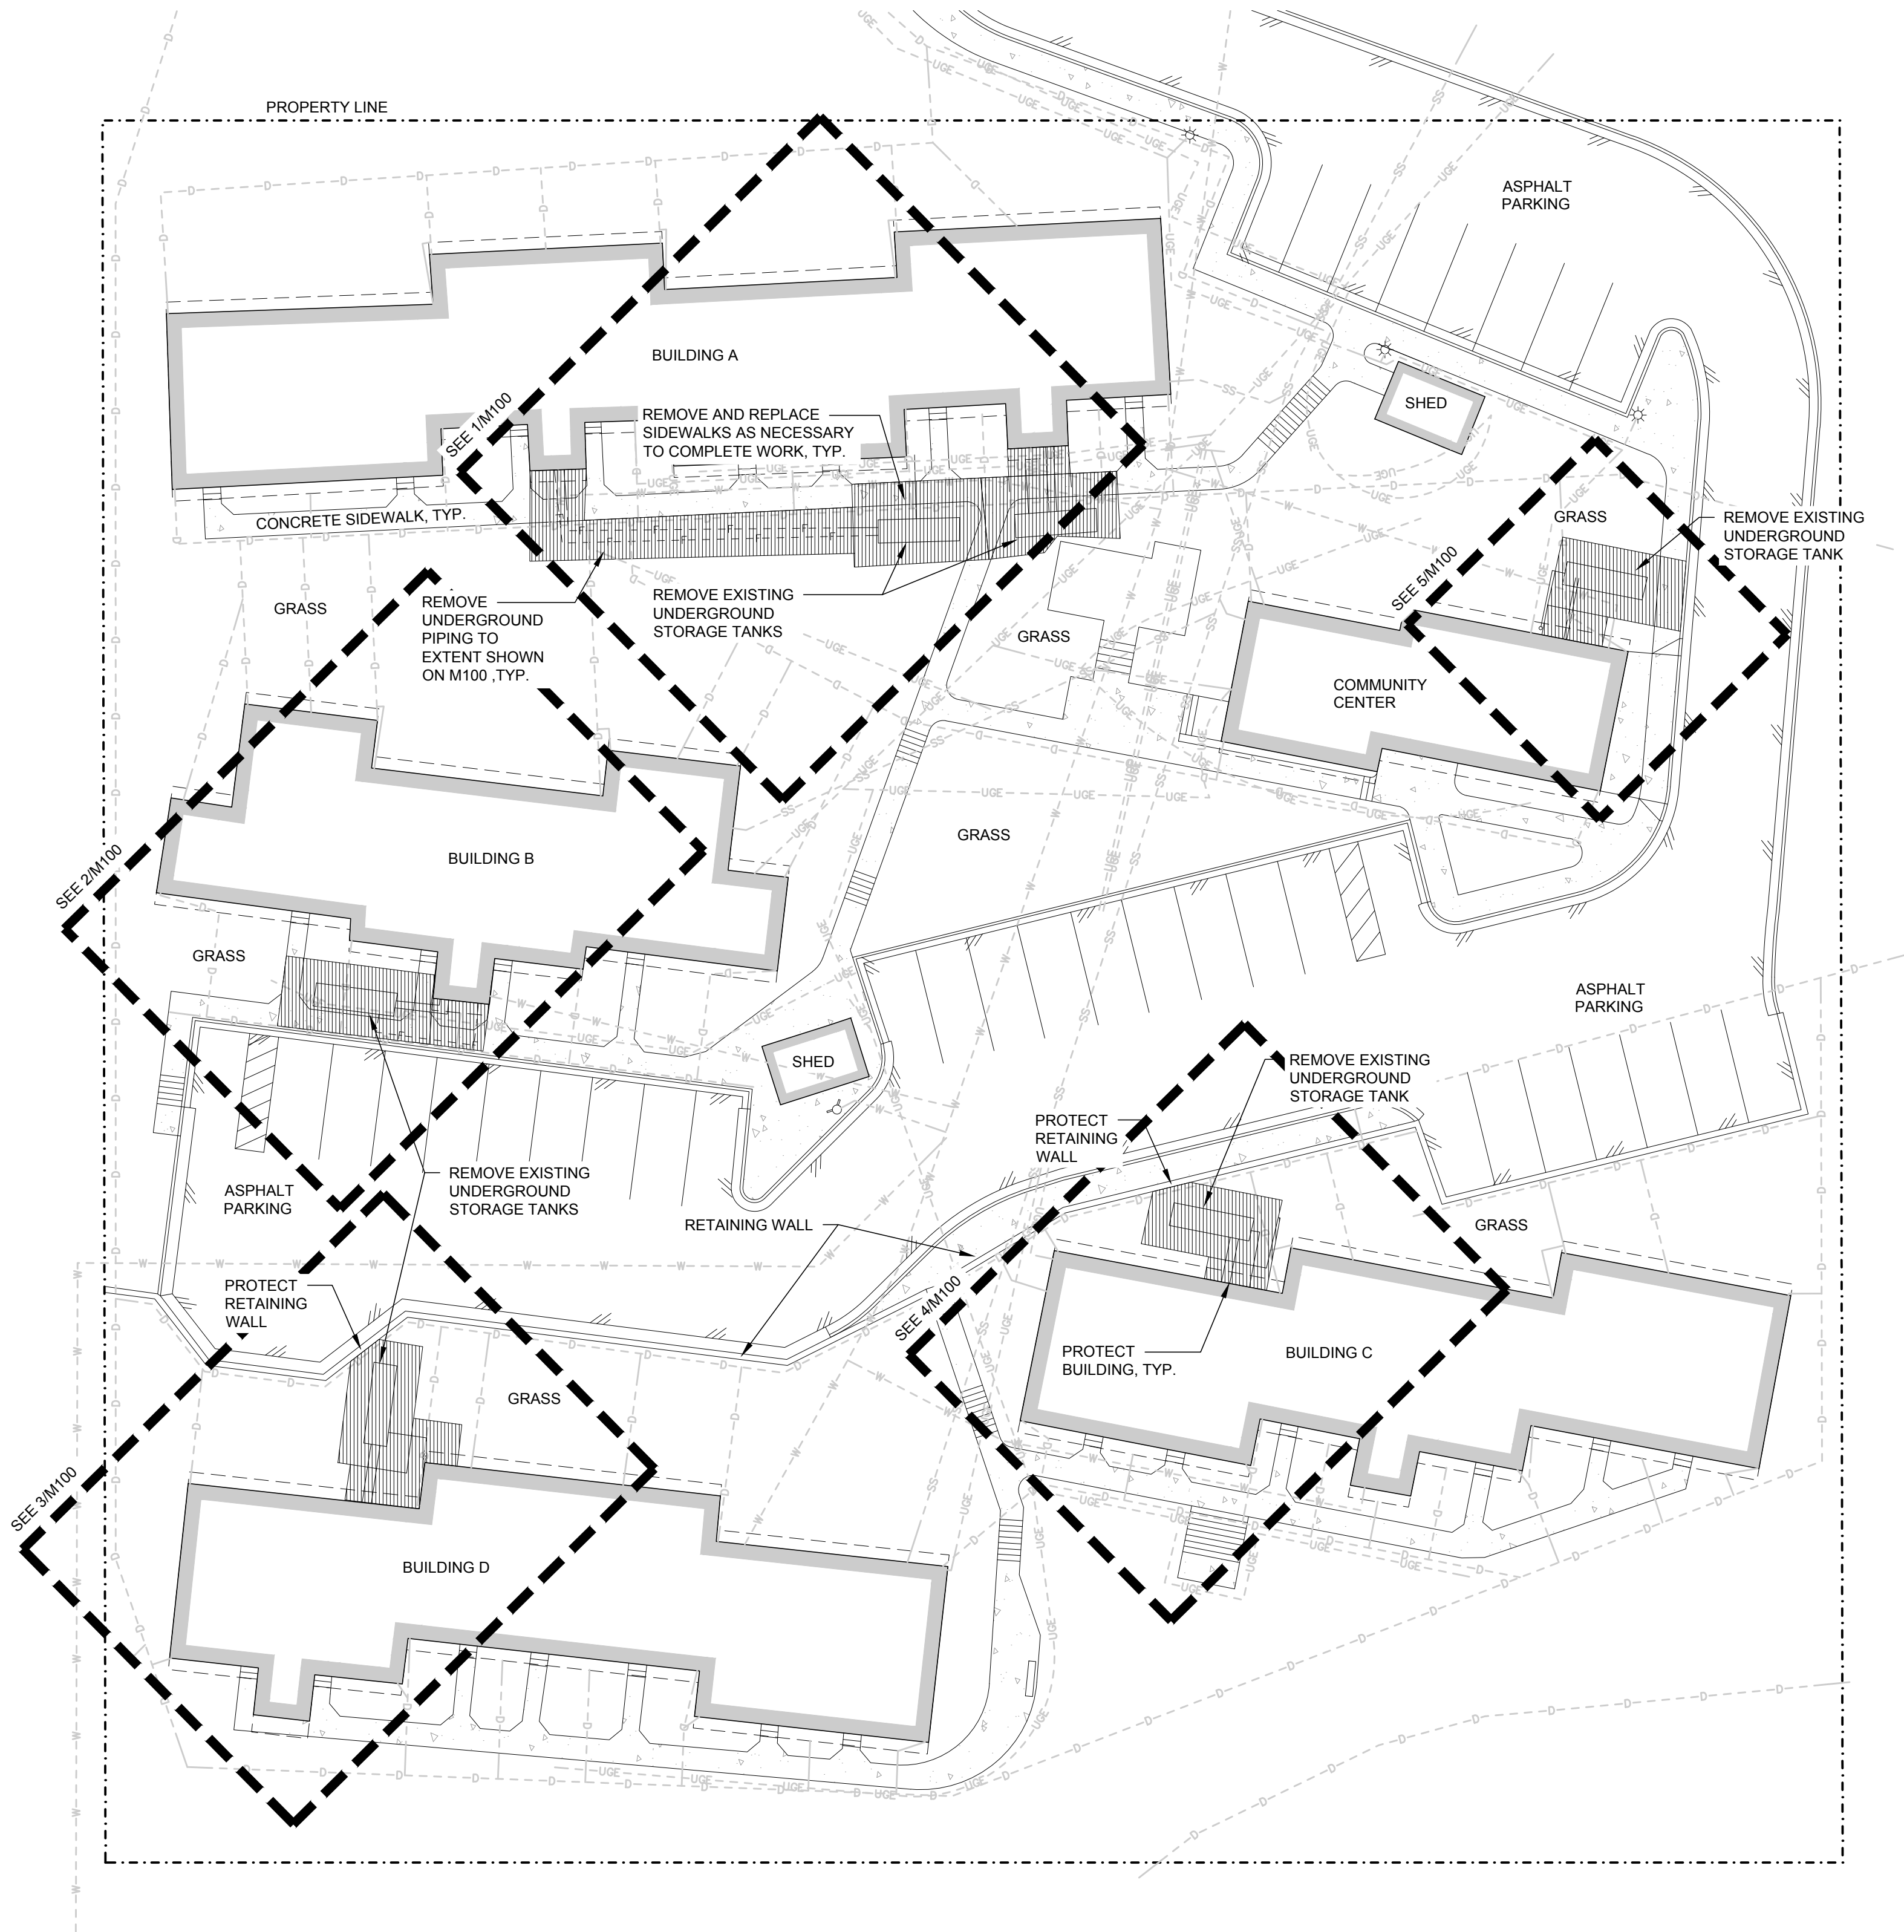 PROPERTY LINE
ASPHALT
PARKING
BUILDING A
SEE 1/M100
REMOVE AND REPLACE
SIDEWALKS AS NECESSARY
TO COMPLETE WORK, TYP.
SHED
CONCRETE SIDEWALK, TYP.
GRASS
REMOVE EXISTING
UNDERGROUND
STORAGE TANK
SEE 5/M100
GRASS
REMOVE
UNDERGROUND
PIPING TO
EXTENT SHOWN
ON M100 ,TYP.
REMOVE EXISTING
UNDERGROUND
STORAGE TANKS
GRASS
COMMUNITY
CENTER
GRASS
BUILDING B
SEE 2/M100
GRASS
ASPHALT
PARKING
SHED
REMOVE EXISTING
UNDERGROUND
STORAGE TANK
PROTECT
RETAINING
WALL
REMOVE EXISTING
UNDERGROUND
STORAGE TANKS
ASPHALT
PARKING
RETAINING WALL
GRASS
PROTECT
RETAINING
WALL
SEE 4/M100
PROTECT
BUILDING, TYP.
BUILDING C
GRASS
SEE 3/M100
BUILDING D